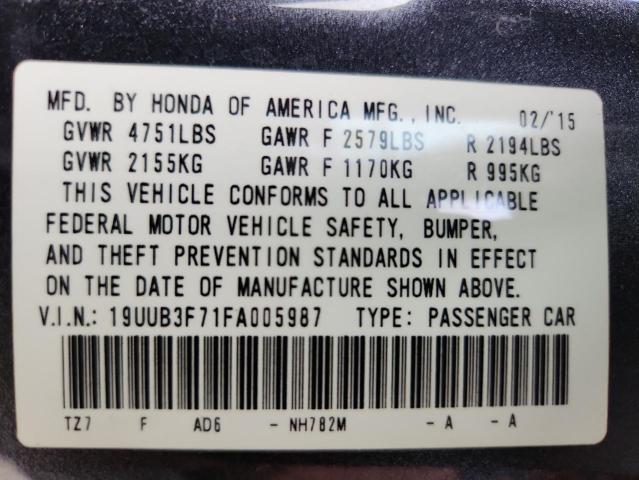 MFD. BY HONDA OF AMERICA MFG., INC. 02/'15
GVWR 4751LBS GAWR F 2579LBS R 2194LBS
GVWR 2155KG GAWR F 1170KG R 995KG
THIS VEHICLE CONFORMS TO ALL APPLICABLE
FEDERAL MOTOR VEHICLE SAFETY, BUMPER,
AND THEFT PREVENTION STANDARDS IN EFFECT
ON THE DATE OF MANUFACTURE SHOWN ABOVE.
V.I.N.: 19UUB3F71FA005987 TYPE: PASSENGER CAR
TZ7 F AD6 - NH782M - A - A